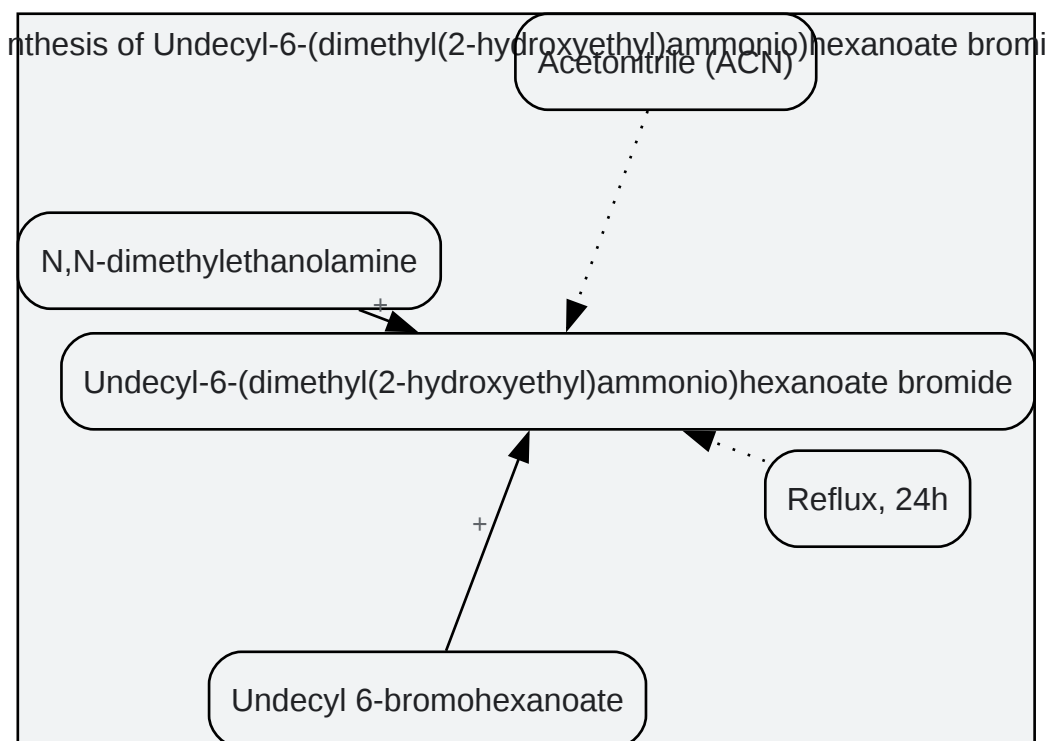 nthesis of Undecyl-6-(dimethyl(2-hydroxyethyl)ammonio)hexanoate bromi
Acetonitrile (ACN)
N,N-dimethylethanolamine
+
Undecyl-6-(dimethyl(2-hydroxyethyl)ammonio)hexanoate bromide
Reflux, 24h
+
Undecyl 6-bromohexanoate